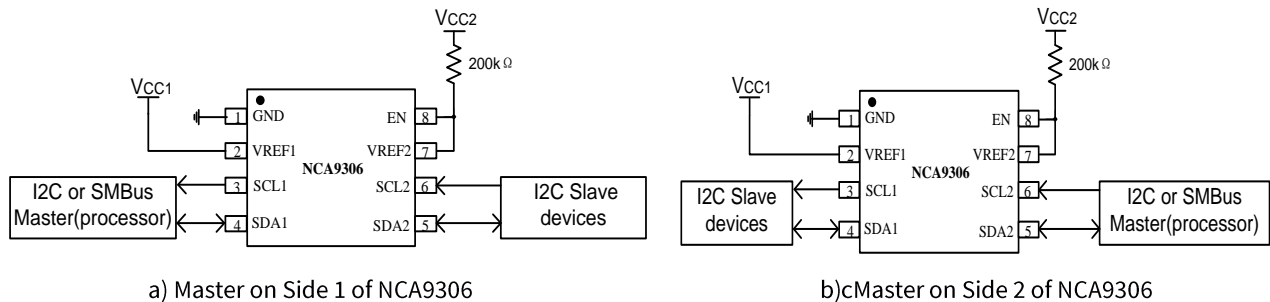 VCC2
200kΩ
VCC1
1 GND EN 8
2 VREF1 VREF2 7
NCA9306
I2C or SMBus
Master(processor)
3 SCL1 SCL2 6
4 SDA1 SDA2 5
I2C Slave
devices
a) Master on Side 1 of NCA9306
VCC2
200kΩ
VCC1
1 GND EN 8
2 VREF1 VREF2 7
NCA9306
I2C Slave
devices
3 SCL1 SCL2 6
4 SDA1 SDA2 5
I2C or SMBus
Master(processor)
b)cMaster on Side 2 of NCA9306